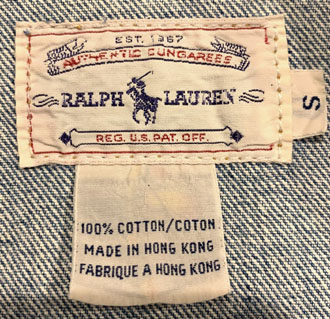 EST. 1967
AUTHENTIC DUNGAREES
RALPH LAUREN
REG. U.S. PAT. OFF.
S
100% COTTON/COTON
MADE IN HONG KONG
FABRIQUE A HONG KONG